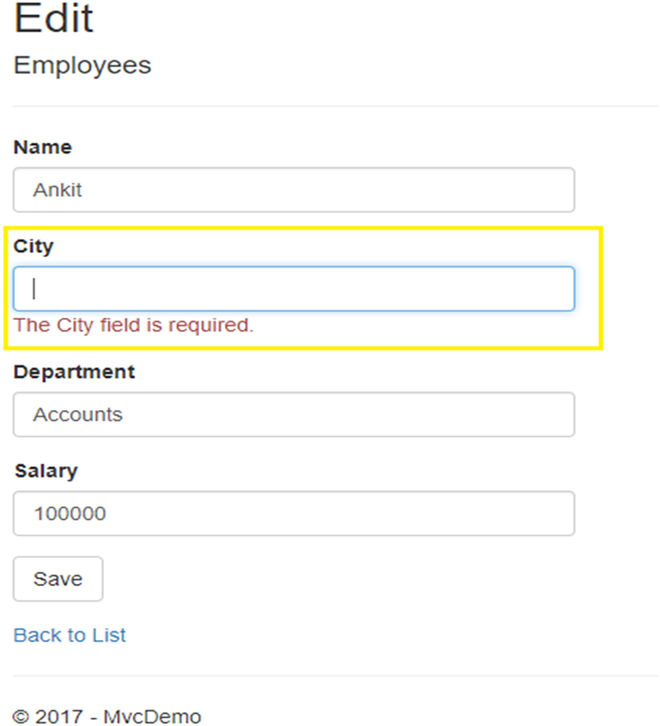 Edit
Employees
Name
Ankit
City
The City field is required.
Department
Accounts
Salary
100000
Save
Back to List
© 2017 - MvcDemo